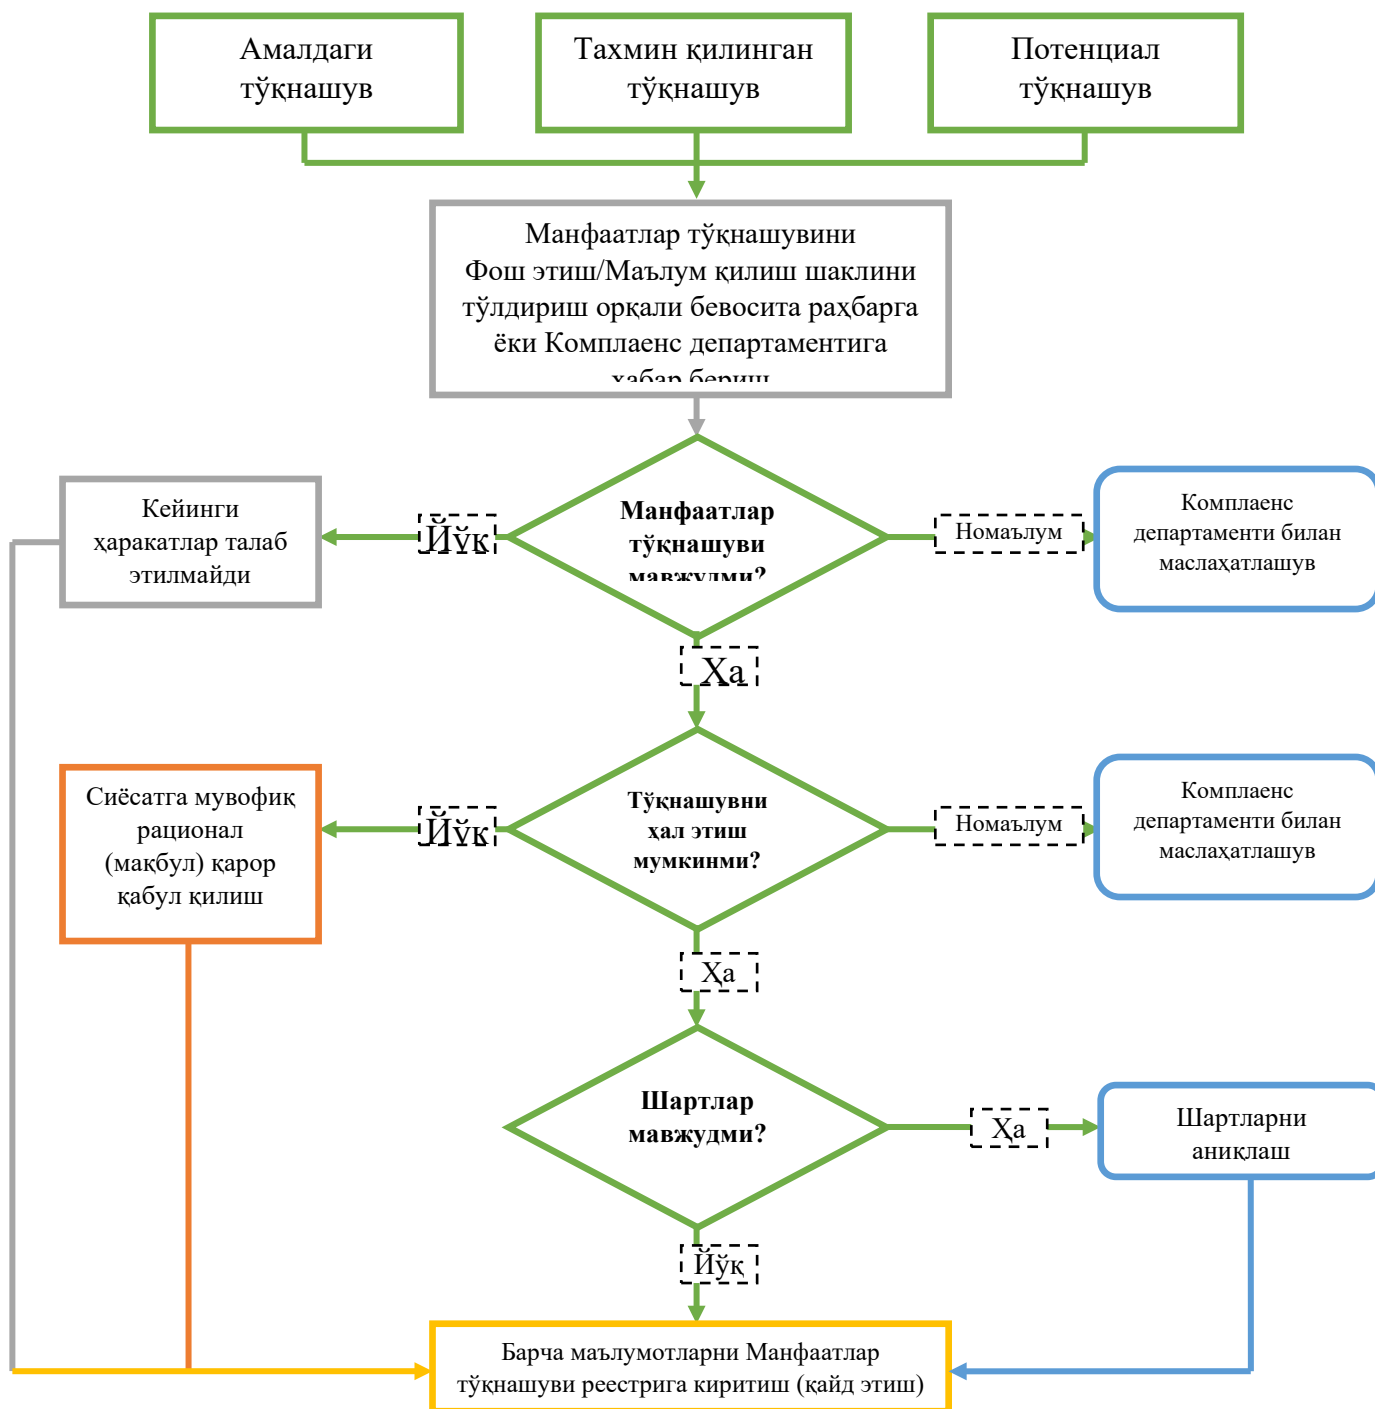 Амалдаги
тўқнашув
Тахмин қилинган
тўқнашув
Потенциал
тўқнашув
Манфаатлар тўқнашувини
Фош этиш/Маълум қилиш шаклини
тўлдириш орқали бевосита раҳбарга
ёки Комплаенс департаментига
хабар бериш
Кейинги
ҳаракатлар талаб
этилмайди
Йўқ
Манфаатлар
тўқнашуви
мавжудми?
Номаълум
Комплаенс
департаменти билан
маслаҳатлашув
Ҳа
Сиёсатга мувофиқ
рационал
(мақбул) қарор
қабул қилиш
Йўқ
Тўқнашувни
ҳал этиш
мумкинми?
Номаълум
Комплаенс
департаменти билан
маслаҳатлашув
Ҳа
Шартлар
мавжудми?
Ҳа
Шартларни
аниқлаш
Йўқ
Барча маълумотларни Манфаатлар
тўқнашуви реестрига киритиш (қайд этиш)